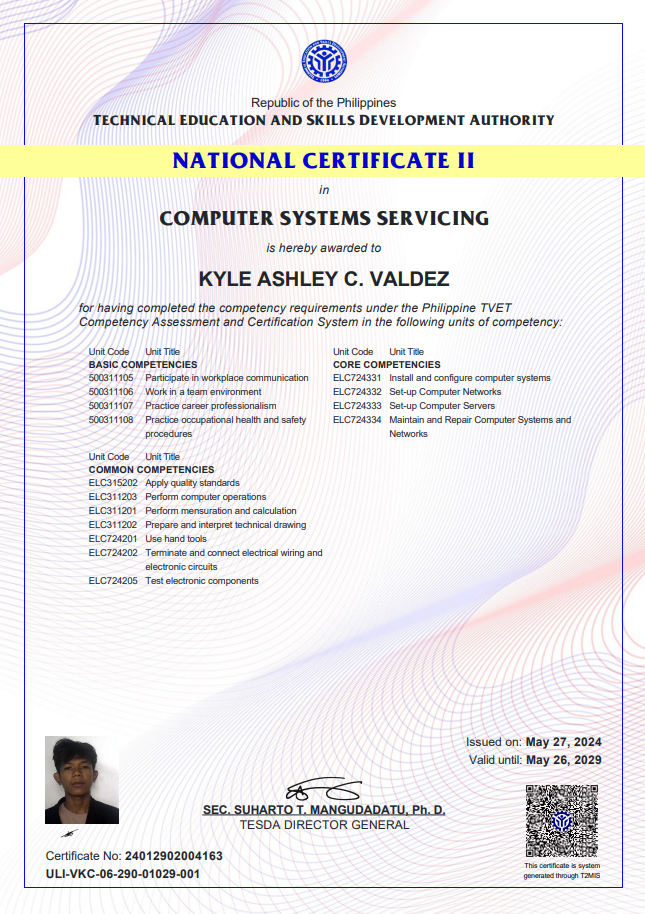 Republic of the Philippines
TECHNICAL EDUCATION AND SKILLS DEVELOPMENT AUTHORITY
NATIONAL CERTIFICATE II
in
COMPUTER SYSTEMS SERVICING
is hereby awarded to
KYLE ASHLEY C. VALDEZ
for having completed the competency requirements under the Philippine TVET
Competency Assessment and Certification System in the following units of competency:
Unit Code Unit Title
BASIC COMPETENCIES
500311105 Participate in workplace communication
500311106 Work in a team environment
500311107 Practice career professionalism
500311108 Practice occupational health and safety
procedures
Unit Code Unit Title
CORE COMPETENCIES
ELC724331 Install and configure computer systems
ELC724332 Set-up Computer Networks
ELC724333 Set-up Computer Servers
ELC724334 Maintain and Repair Computer Systems and
Networks
Unit Code Unit Title
COMMON COMPETENCIES
ELC315202 Apply quality standards
ELC311203 Perform computer operations
ELC311201 Perform mensuration and calculation
ELC311202 Prepare and interpret technical drawing
ELC724201 Use hand tools
ELC724202 Terminate and connect electrical wiring and
electronic circuits
ELC724205 Test electronic components
Issued on: May 27, 2024
Valid until: May 26, 2029
SEC. SUHARTO T. MANGUDADATU, Ph. D.
TESDA DIRECTOR GENERAL
Certificate No: 24012902004163
ULI-VKC-06-290-01029-001
This certificate is system
generated through T2MIS